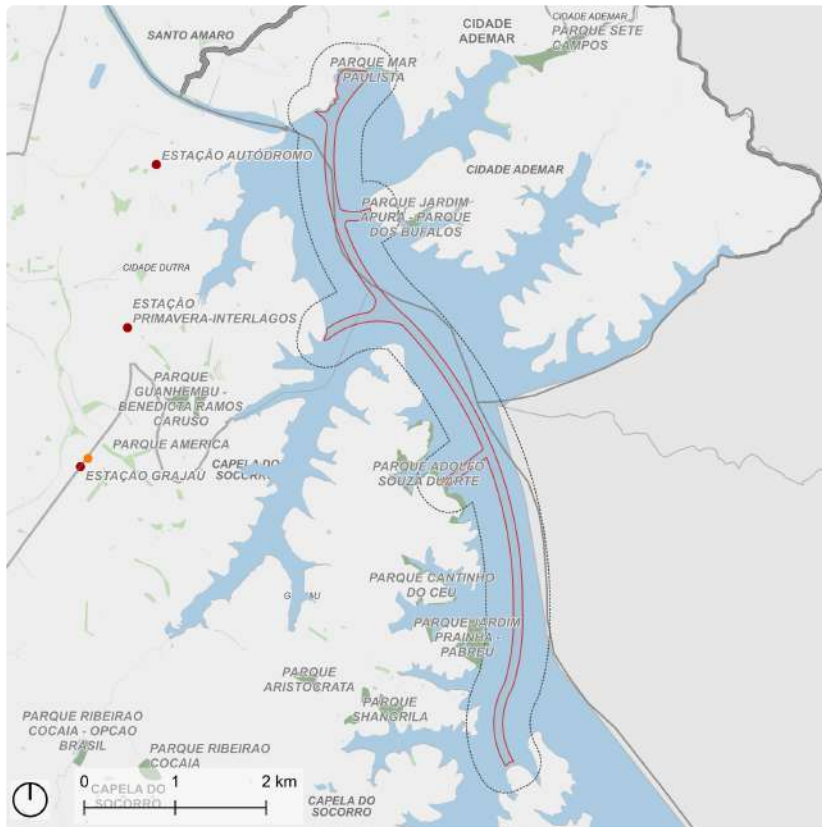 SANTO AMARO
CIDADE
ADEMAR
CIDADE ADEMAR
PARQUE SETE
CAMPOS
PARQUE MAR
PAULISTA
ESTAÇÃO AUTÓDROMO
CIDADE ADEMAR
PARQUE JARDIM
APURA - PARQUE
DOS BUFALOS
CIDADE DUTRA
ESTAÇÃO
PRIMAVERA-INTERLAGOS
PARQUE
GUANHEMBU -
BENEDICTA RAMOS
CARUSO
PARQUE AMERICA
ESTAÇÃO GRAJAÚ
CAPELA DO
SOCORRO
PARQUE ADOLFO
SOUZA DUARTE
PARQUE CANTINHO
DO CEU
PARQUE JARDIM
PRAINHA -
PABREU
PARQUE
ARISTOCRATA
PARQUE
SHANGRILA
PARQUE RIBEIRAO
COCAIA - OPCAO
BRASIL
PARQUE RIBEIRAO
COCAIA
0 1 2 km
CAPELA DO
SOCORRO
CAPELA DO
SOCORRO